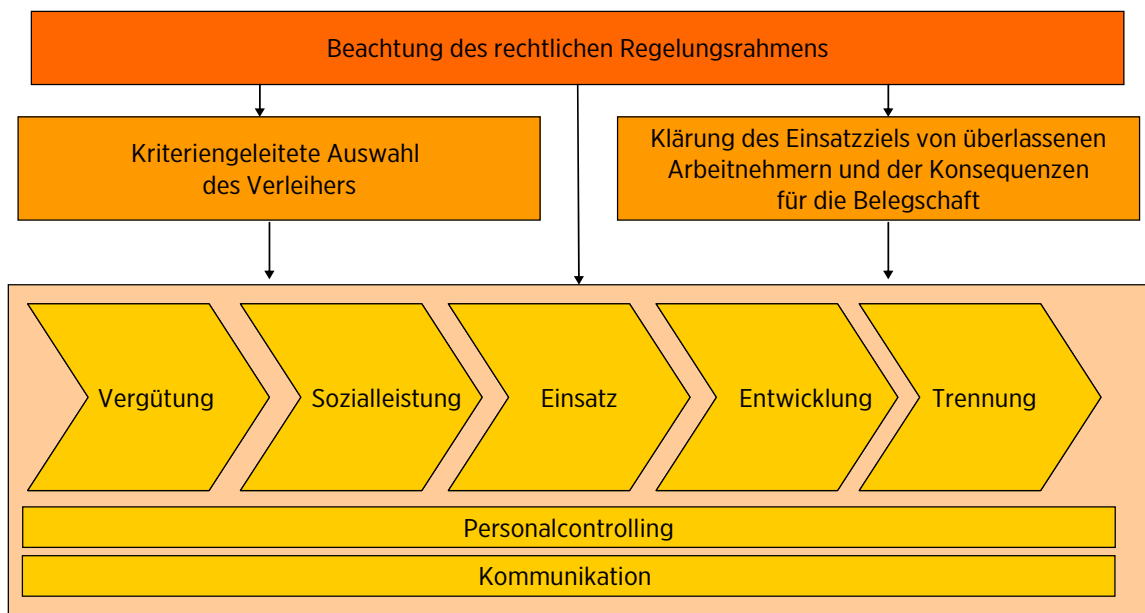 Beachtung des rechtlichen Regelungsrahmens
Kriteriengeleitete Auswahl
des Verleihers
Klärung des Einsatzziels von überlassenen
Arbeitnehmern und der Konsequenzen
für die Belegschaft
Vergütung
Sozialleistung
Einsatz
Entwicklung
Trennung
Personalcontrolling
Kommunikation